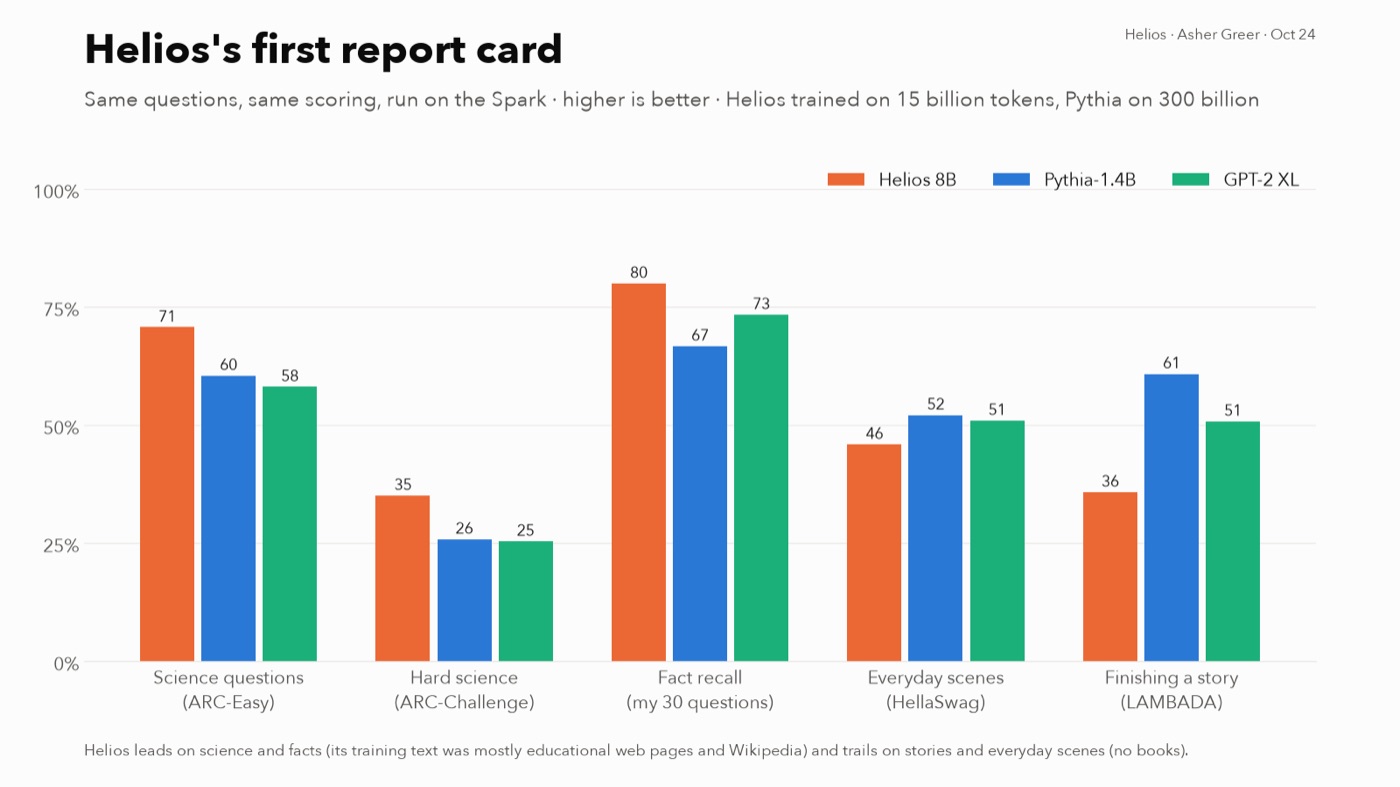 Helios's first report card
Helios · Asher Greer · Oct 24
Same questions, same scoring, run on the Spark · higher is better · Helios trained on 15 billion tokens, Pythia on 300 billion
Helios 8B
Pythia-1.4B
GPT-2 XL
100%
75%
50%
25%
0%
71
60
58
35
26
25
80
67
73
46
52
51
36
61
51
Science questions
(ARC-Easy)
Hard science
(ARC-Challenge)
Fact recall
(my 30 questions)
Everyday scenes
(HellaSwag)
Finishing a story
(LAMBADA)
Helios leads on science and facts (its training text was mostly educational web pages and Wikipedia) and trails on stories and everyday scenes (no books).